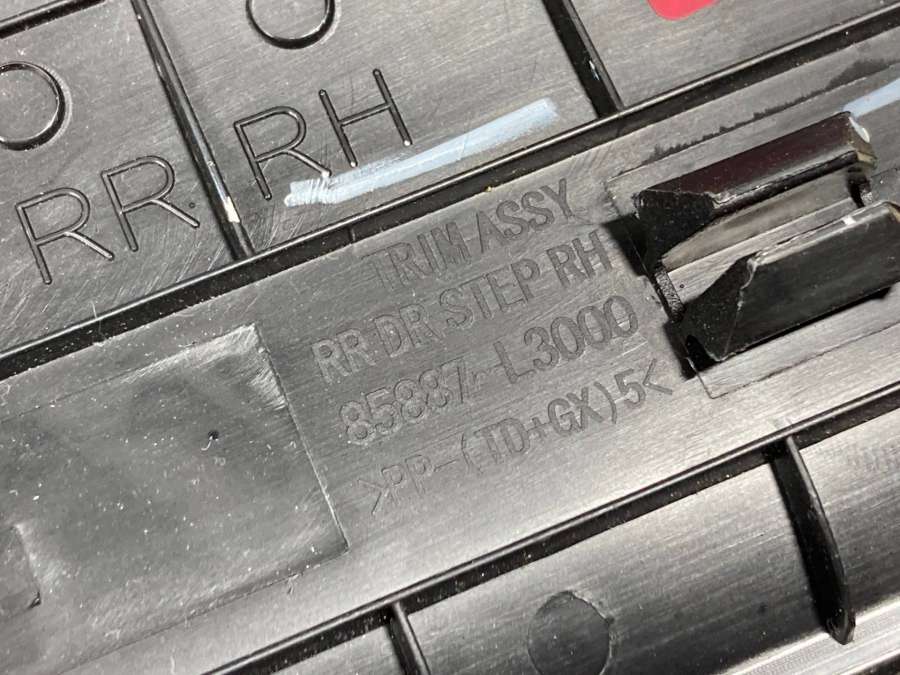 RR RH
TRIM ASSY
RR DR STEP RH
85887-L3000
>PP-(TD+GX)5<